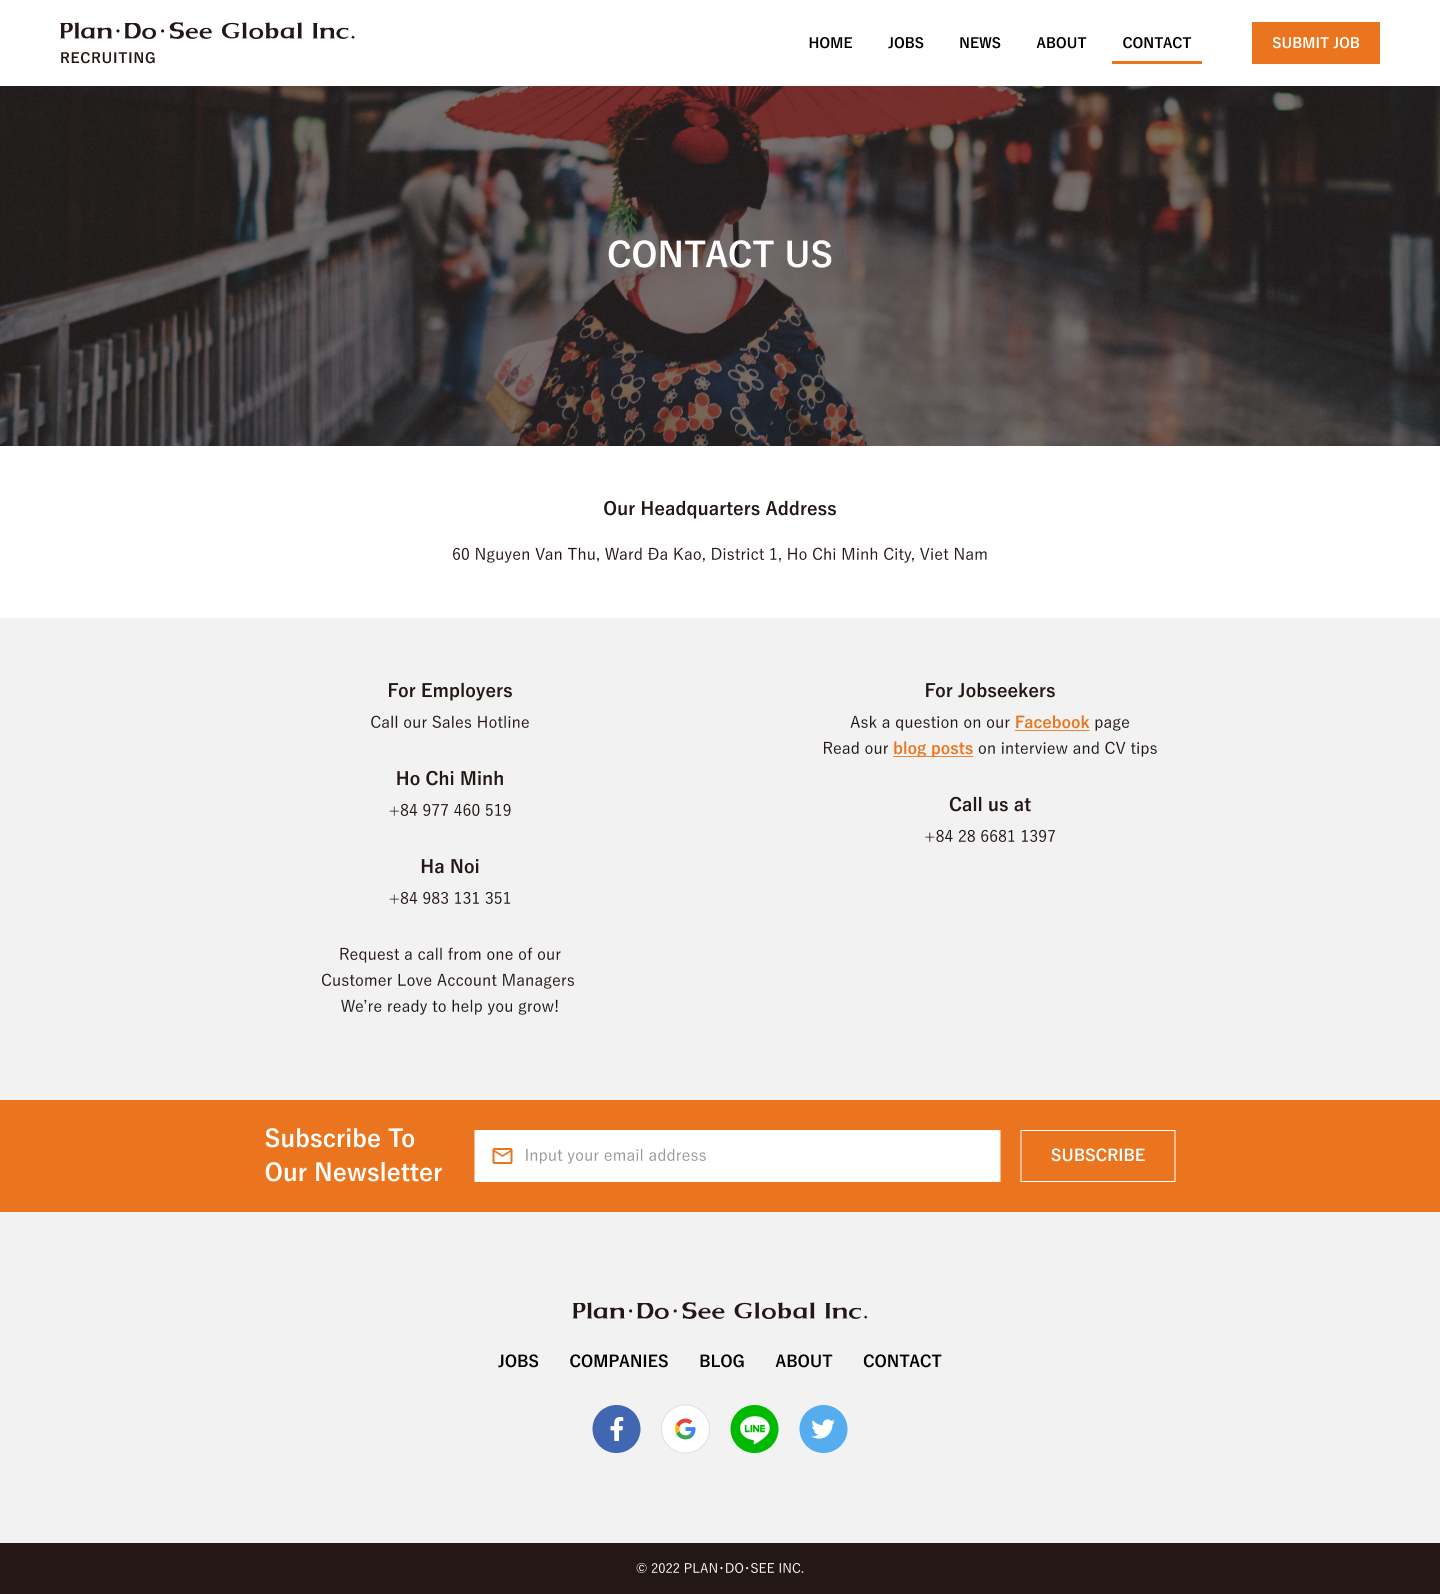 Plan·Do·See Global Inc.
RECRUITING
HOME JOBS NEWS ABOUT CONTACT SUBMIT JOB
CONTACT US
Our Headquarters Address
60 Nguyen Van Thu, Ward Đa Kao, District 1, Ho Chi Minh City, Viet Nam
For Employers
Call our Sales Hotline
Ho Chi Minh
+84 977 460 519
Ha Noi
+84 983 131 351
Request a call from one of our
Customer Love Account Managers
We’re ready to help you grow!
For Jobseekers
Ask a question on our Facebook page
Read our blog posts on interview and CV tips
Call us at
+84 28 6681 1397
Subscribe To
Our Newsletter
Input your email address
SUBSCRIBE
Plan·Do·See Global Inc.
JOBS COMPANIES BLOG ABOUT CONTACT
LINE
© 2022 PLAN·DO·SEE INC.